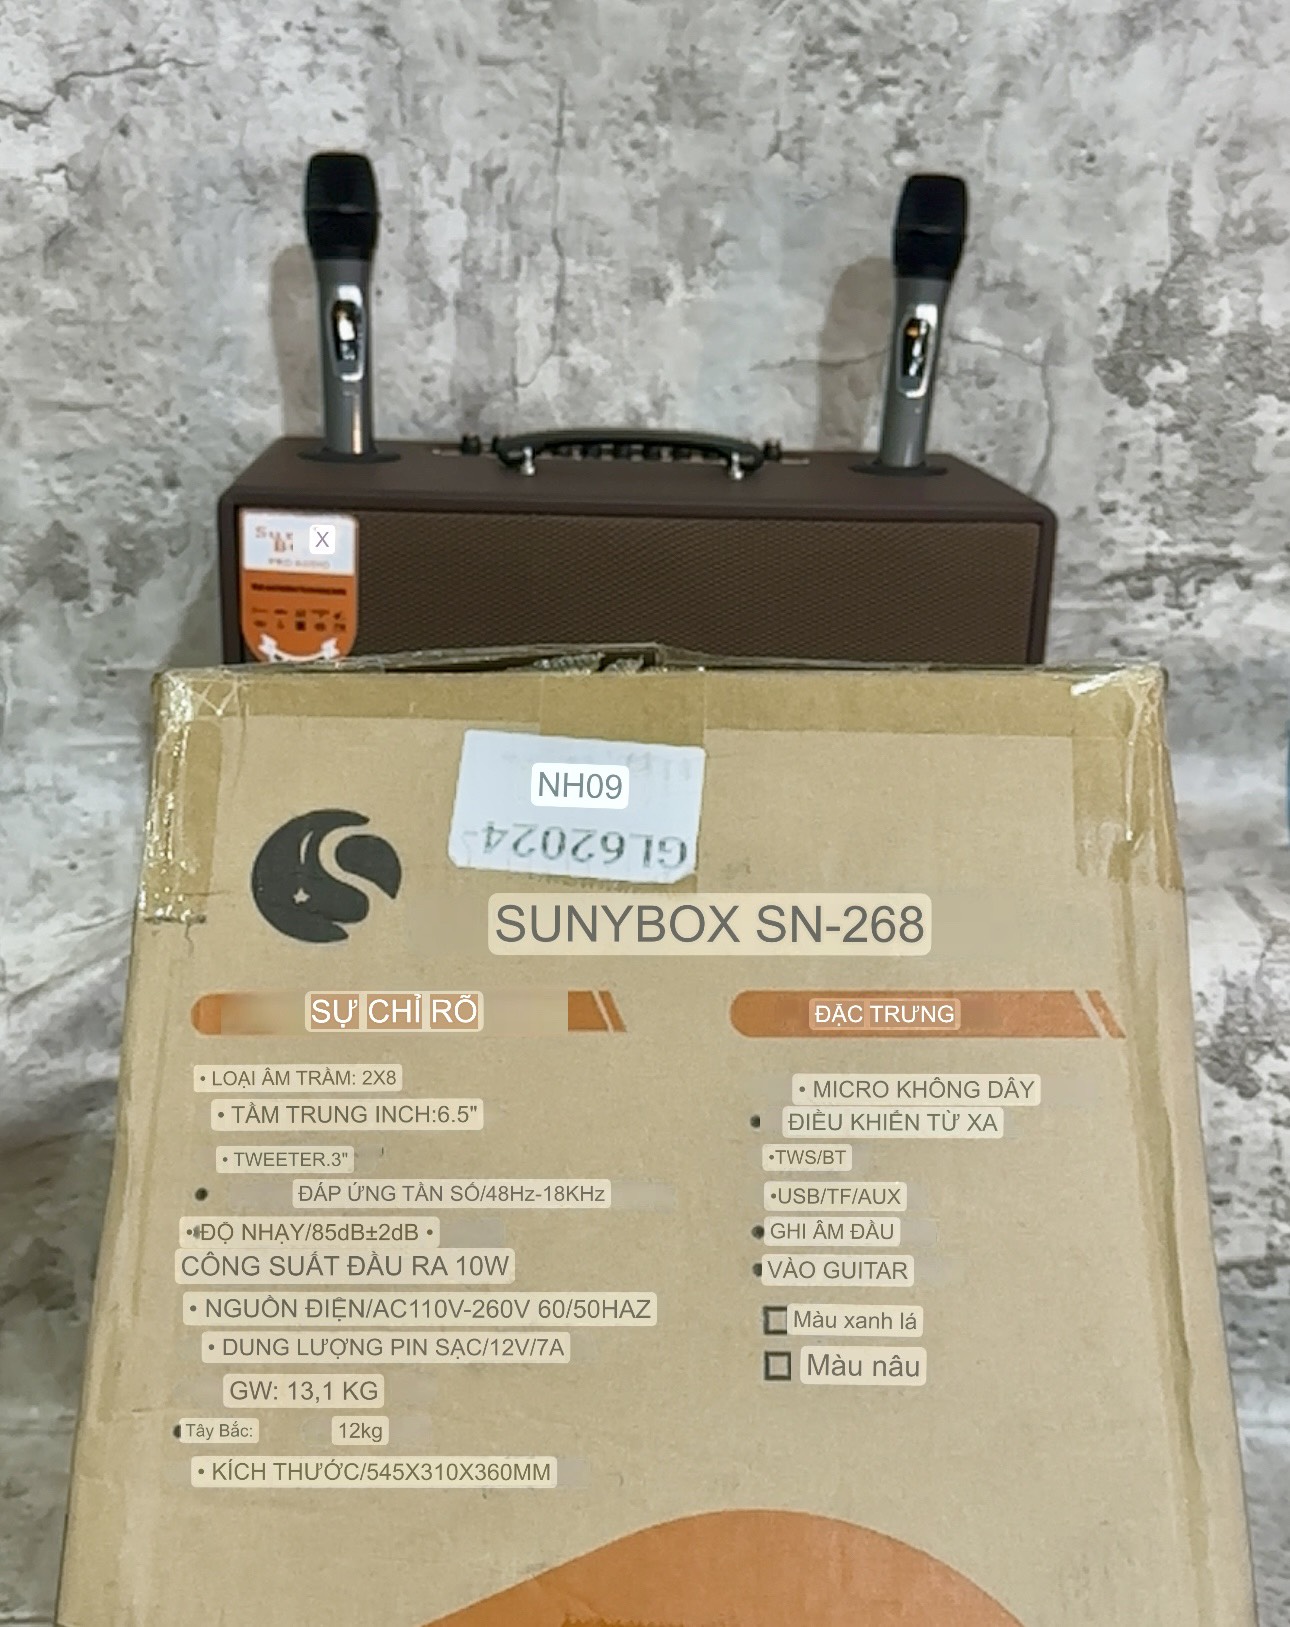 X
PRO AUDIO
NH09
GL62024-
SUNYBOX SN-268
SỰ CHỈ RÕ
• LOẠI ÂM TRẦM: 2X8
• TẦM TRUNG INCH:6.5"
• TWEETER.3"
• ĐÁP ỨNG TẦN SỐ/48Hz-18KHz
• ĐỘ NHẠY/85dB±2dB •
CÔNG SUẤT ĐẦU RA 10W
• NGUỒN ĐIỆN/AC110V-260V 60/50HAZ
• DUNG LƯỢNG PIN SẠC/12V/7A
GW: 13,1 KG
• Tây Bắc: 12kg
• KÍCH THƯỚC/545X310X360MM
ĐẶC TRƯNG
• MICRO KHÔNG DÂY
• ĐIỀU KHIỂN TỪ XA
•TWS/BT
•USB/TF/AUX
• GHI ÂM ĐẦU
• VÀO GUITAR
Màu xanh lá
Màu nâu